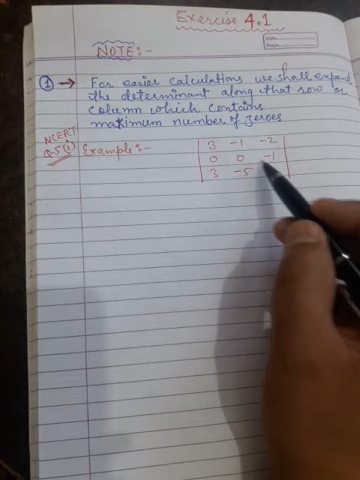 Exercise 4.1
NOTE:-
① → For easier calculations we shall expand
the determinant along that row or
column which contains
maximum number of zeroes
NCERT
Q.5(i) Example:-
3 -1 -2
0 0 -1
3 -5